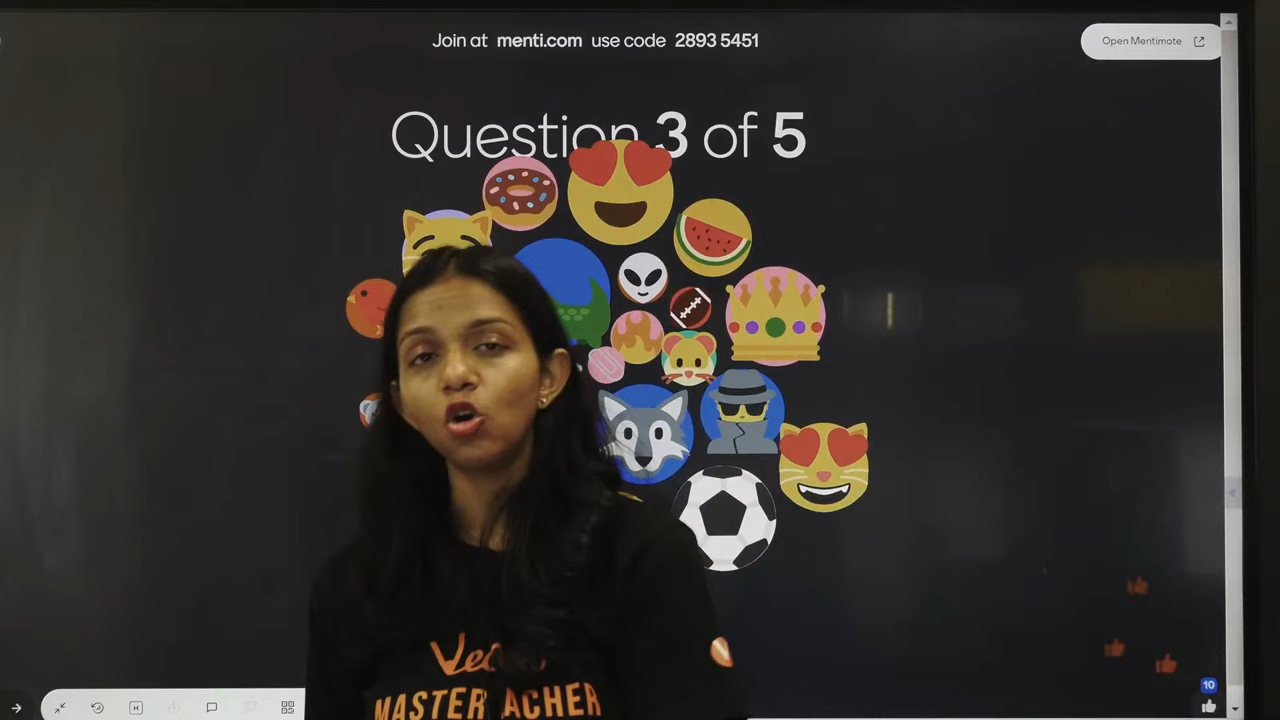 Join at menti.com use code 2893 5451
Open Mentimote
Question 3 of 5
MASTER ACHER
H
10